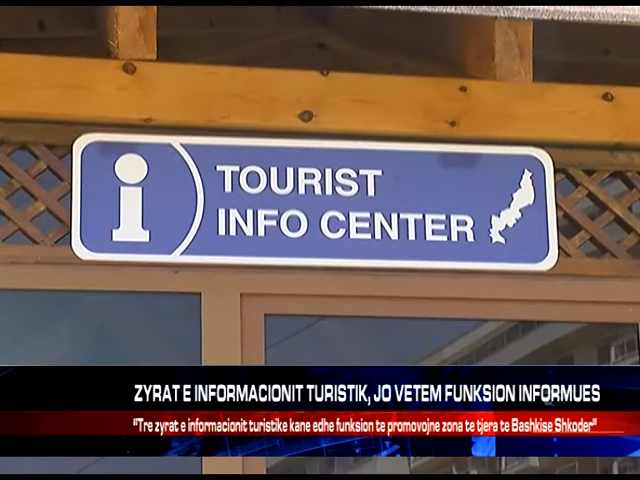 i TOURIST
INFO CENTER
ZYRAT E INFORMACIONIT TURISTIK, JO VETEM FUNKSION INFORMUES
"Tre zyrat e informacionit turistike kane edhe funksion te promovojne zona te tjera te Bashkise Shkoder"